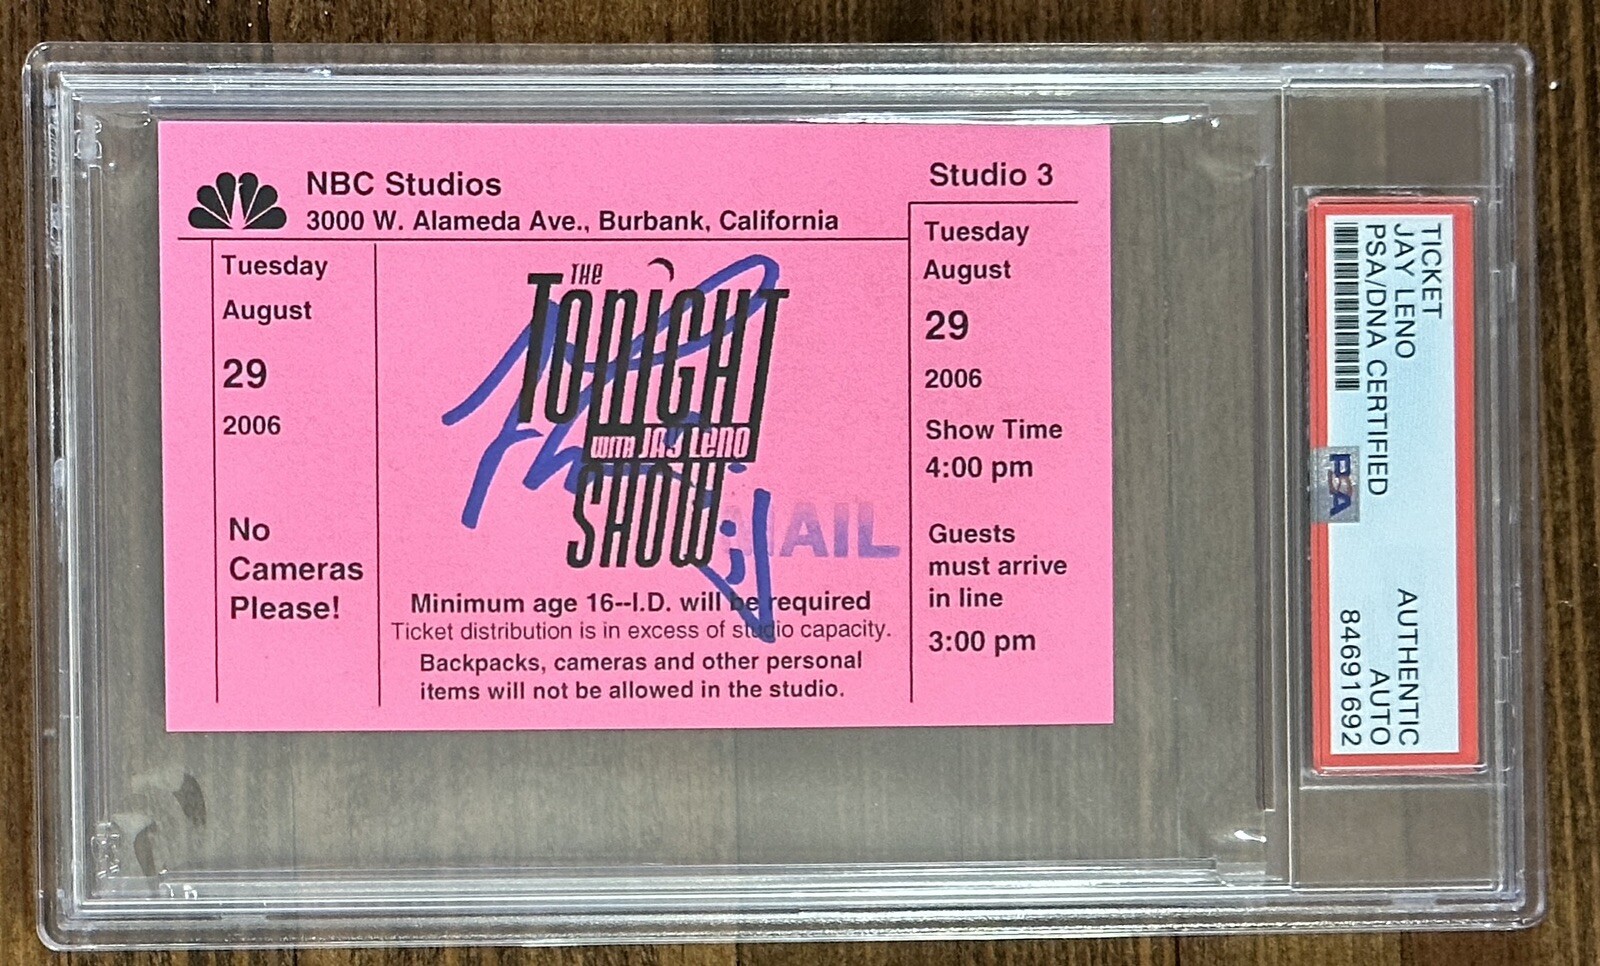 NBC Studios
3000 W. Alameda Ave., Burbank, California
Studio 3
Tuesday
August
29
2006
No
Cameras
Please!
THE
TONIGHT
WITH JAY LENO
SHOW
MAIL
Minimum age 16--I.D. will be required
Ticket distribution is in excess of studio capacity.
Backpacks, cameras and other personal
items will not be allowed in the studio.
Tuesday
August
29
2006
Show Time
4:00 pm
Guests
must arrive
in line
3:00 pm
TICKET
JAY LENO
PSA/DNA CERTIFIED
PSA
AUTHENTIC
AUTO
84691692